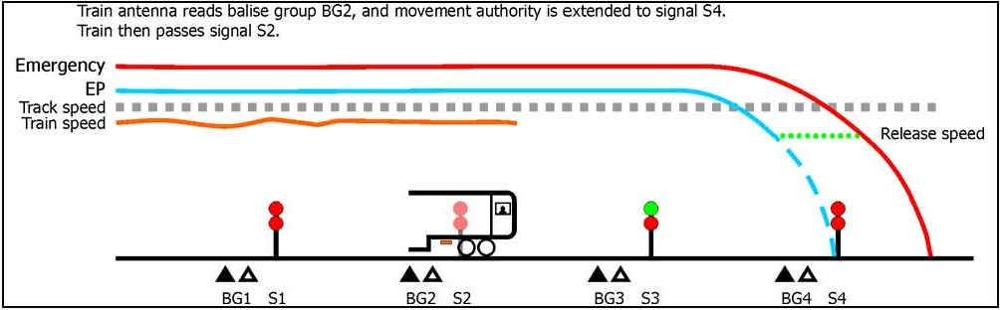 Train antenna reads balise group BG2, and movement authority is extended to signal S4.
Train then passes signal S2.
Emergency
EP
Track speed
Train speed
Release speed
BG1 S1 BG2 S2 BG3 S3 BG4 S4